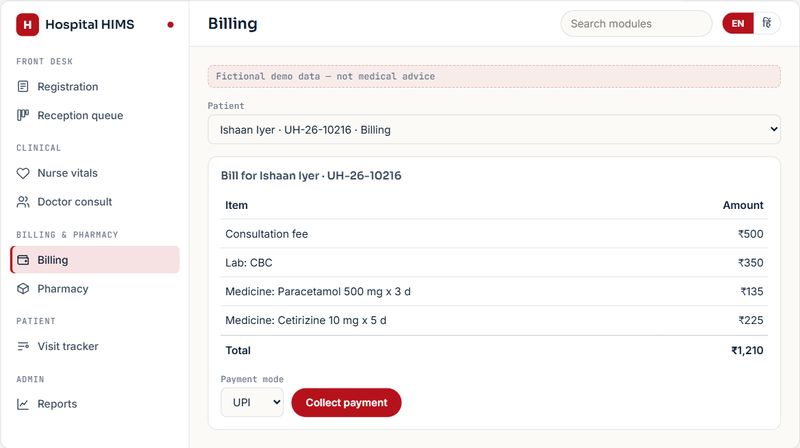 Hospital HIMS
H
FRONT DESK
Registration
Reception queue
CLINICAL
Nurse vitals
Doctor consult
BILLING & PHARMACY
Billing
Pharmacy
PATIENT
Visit tracker
ADMIN
Reports
Billing
Search modules
EN
हिं
Fictional demo data — not medical advice
Patient
Ishaan Iyer · UH-26-10216 · Billing
Bill for Ishaan Iyer · UH-26-10216
Item Amount
Consultation fee ₹500
Lab: CBC ₹350
Medicine: Paracetamol 500 mg x 3 d ₹135
Medicine: Cetirizine 10 mg x 5 d ₹225
Total ₹1,210
Payment mode
UPI
Collect payment